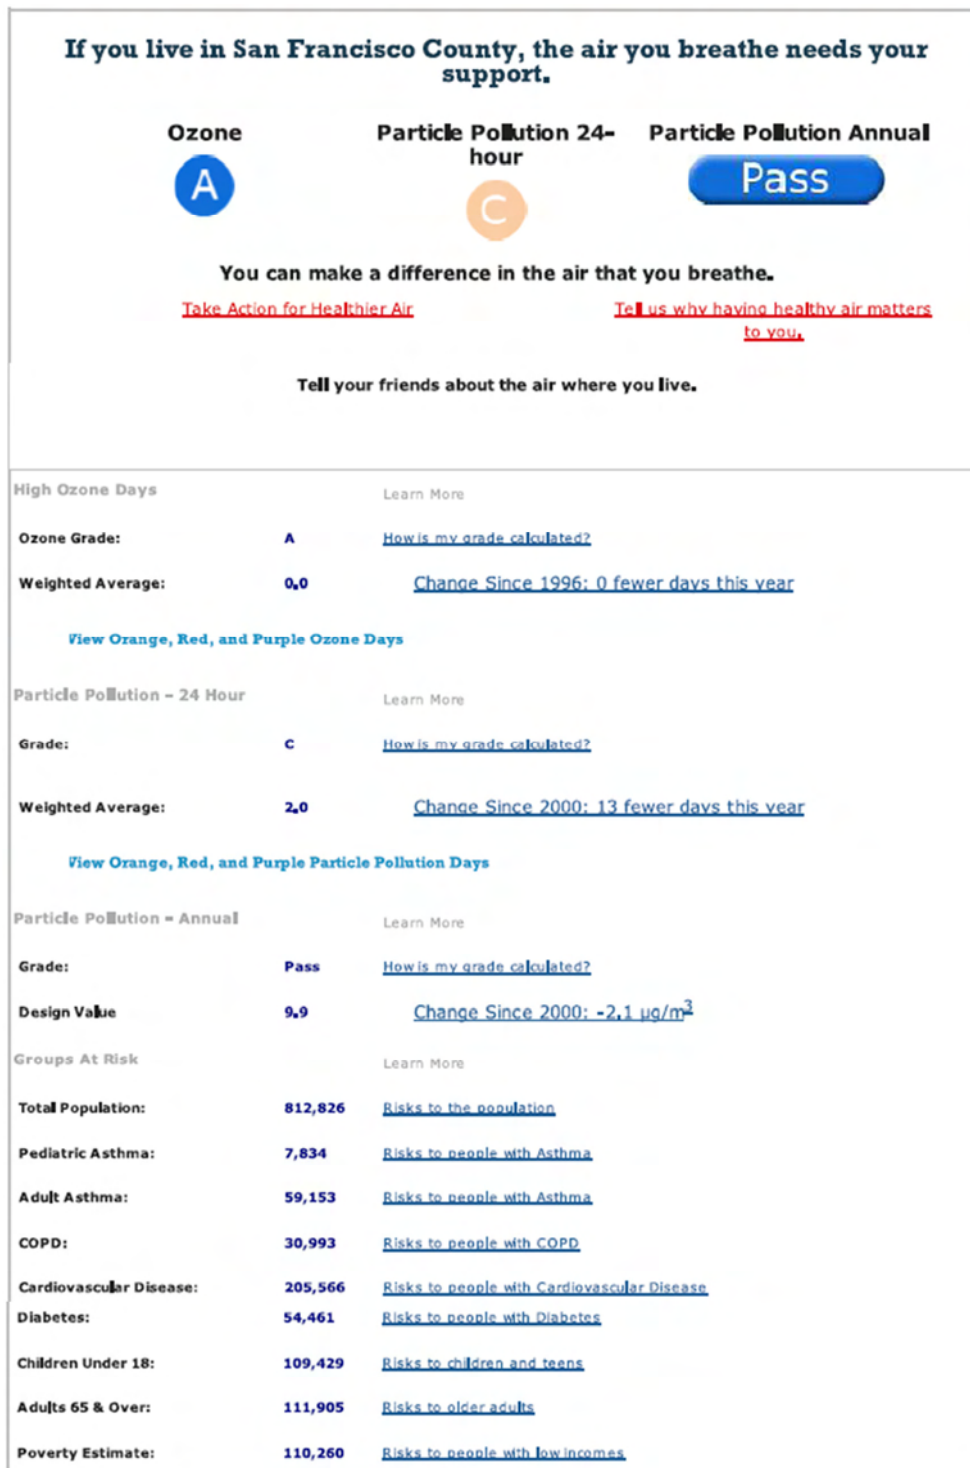 If you live in San Francisco County, the air you breathe needs your
support.
Ozone
Particle Pollution 24-
hour
Particle Pollution Annual
A
C
Pass
You can make a difference in the air that you breathe.
Take Action for Healthier Air
Tell us why having healthy air matters
to you.
Tell your friends about the air where you live.
High Ozone Days Learn More
Ozone Grade: A How is my grade calculated?
Weighted Average: 0.0 Change Since 1996: 0 fewer days this year
View Orange, Red, and Purple Ozone Days
Particle Pollution – 24 Hour Learn More
Grade: C How is my grade calculated?
Weighted Average: 2.0 Change Since 2000: 13 fewer days this year
View Orange, Red, and Purple Particle Pollution Days
Particle Pollution – Annual Learn More
Grade: Pass How is my grade calculated?
Design Value 9.9 Change Since 2000: -2.1 µg/m³
Groups At Risk Learn More
Total Population: 812,826 Risks to the population
Pediatric Asthma: 7,834 Risks to people with Asthma
Adult Asthma: 59,153 Risks to people with Asthma
COPD: 30,993 Risks to people with COPD
Cardiovascular Disease: 205,566 Risks to people with Cardiovascular Disease
Diabetes: 54,461 Risks to people with Diabetes
Children Under 18: 109,429 Risks to children and teens
Adults 65 & Over: 111,905 Risks to older adults
Poverty Estimate: 110,260 Risks to people with low incomes